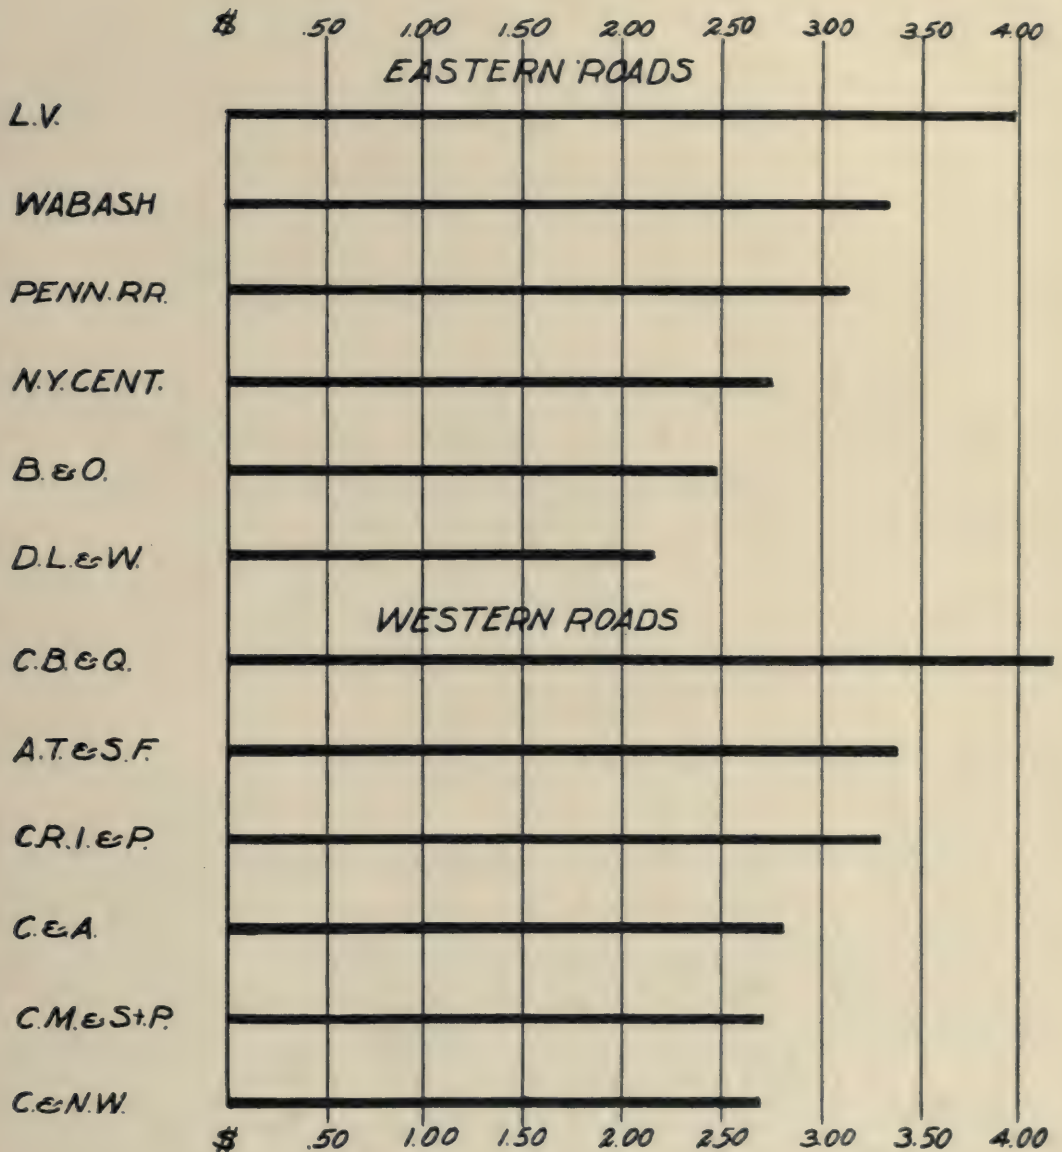 $ .50 1.00 1.50 2.00 2.50 3.00 3.50 4.00
EASTERN ROADS
L.V.
WABASH
PENN. RR.
N.Y. CENT.
B. & O.
D.L. & W.
WESTERN ROADS
C.B. & Q.
A.T. & S.F.
C.R.I. & P.
C. & A.
C.M. & St. P.
C. & N.W.
$ .50 1.00 1.50 2.00 2.50 3.00 3.50 4.00